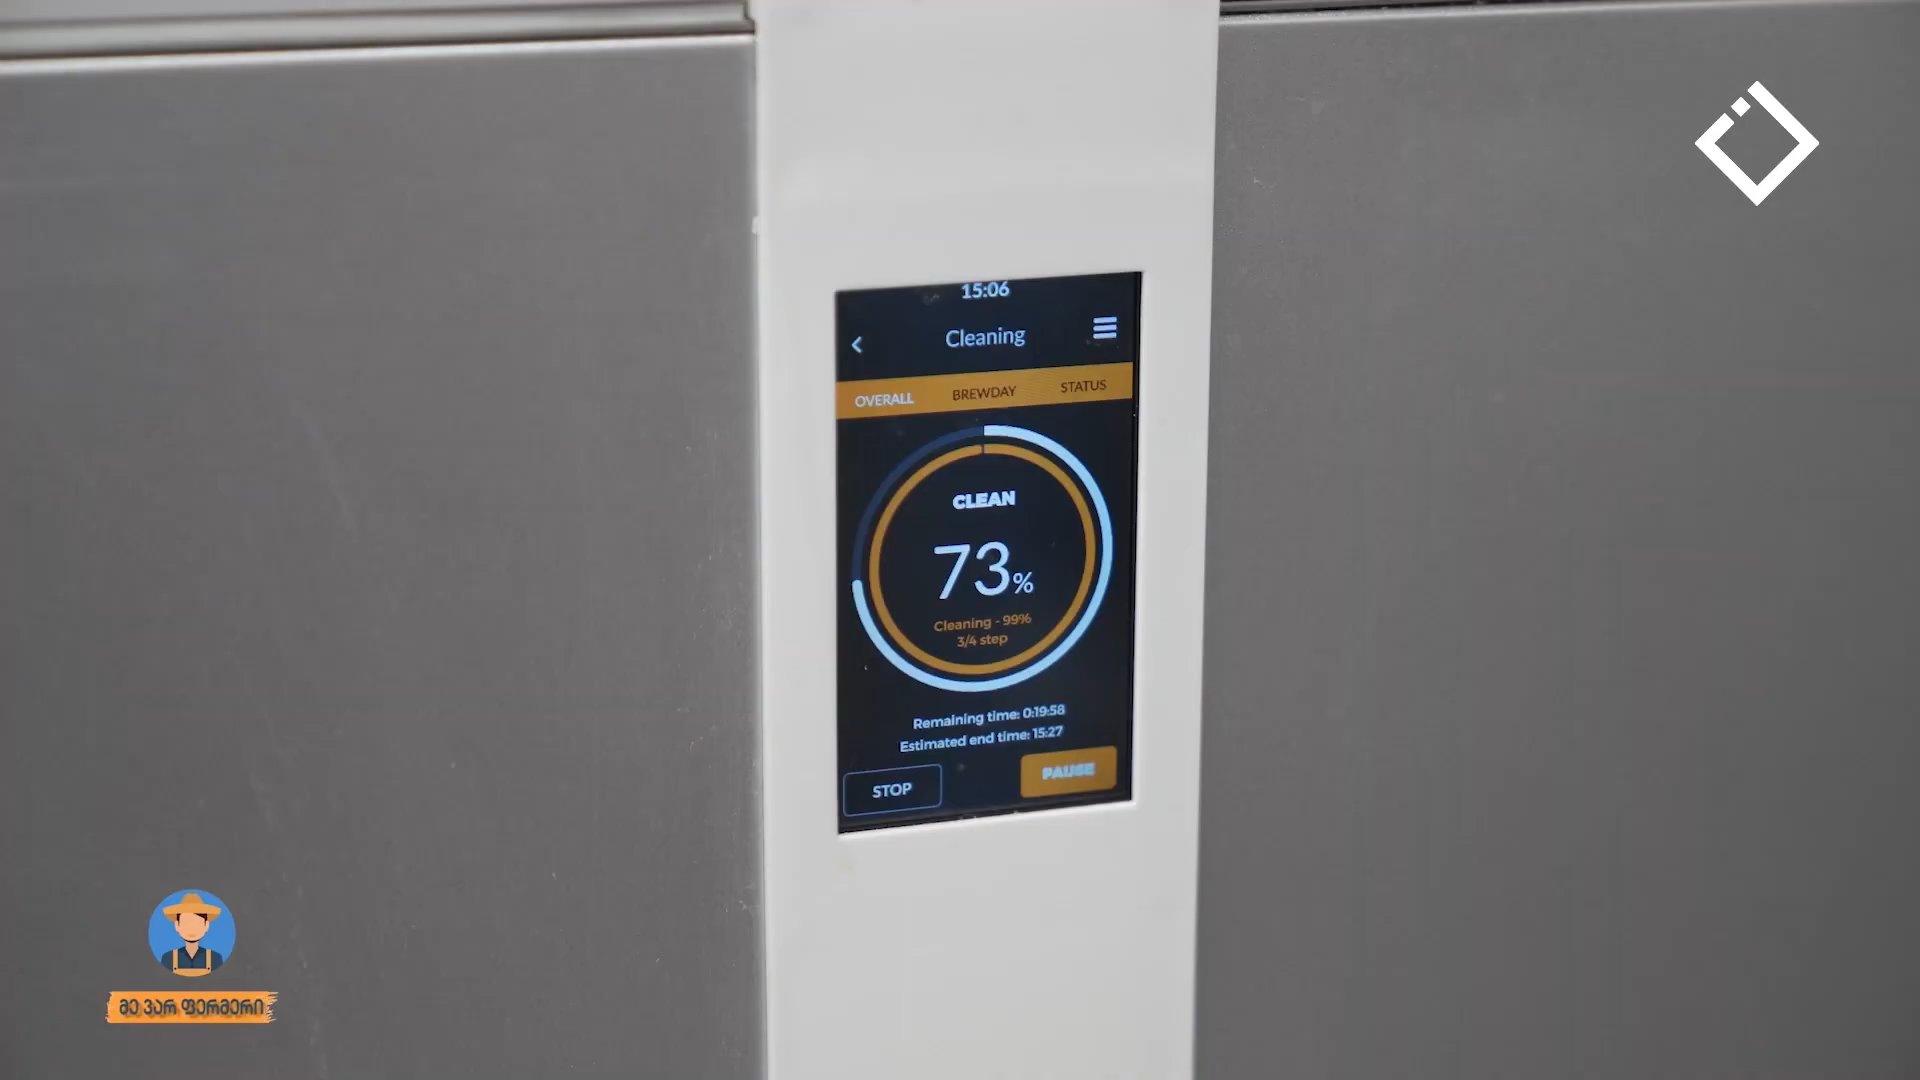 15:06
Cleaning
OVERALL BREWDAY STATUS
CLEAN
73%
Cleaning - 99%
3/4 step
Remaining time: 0:19:58
Estimated end time: 15:27
STOP PAUSE
მე ვარ ფერმერი